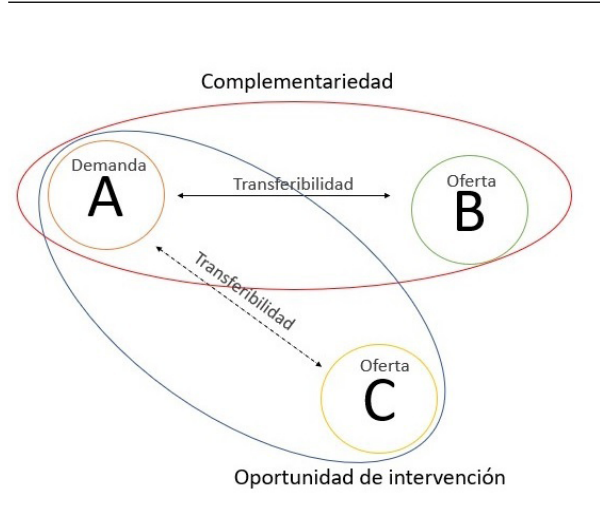 Complementariedad
Demanda
A
Transferibilidad
Oferta
B
Transferibilidad
Oferta
C
Oportunidad de intervención